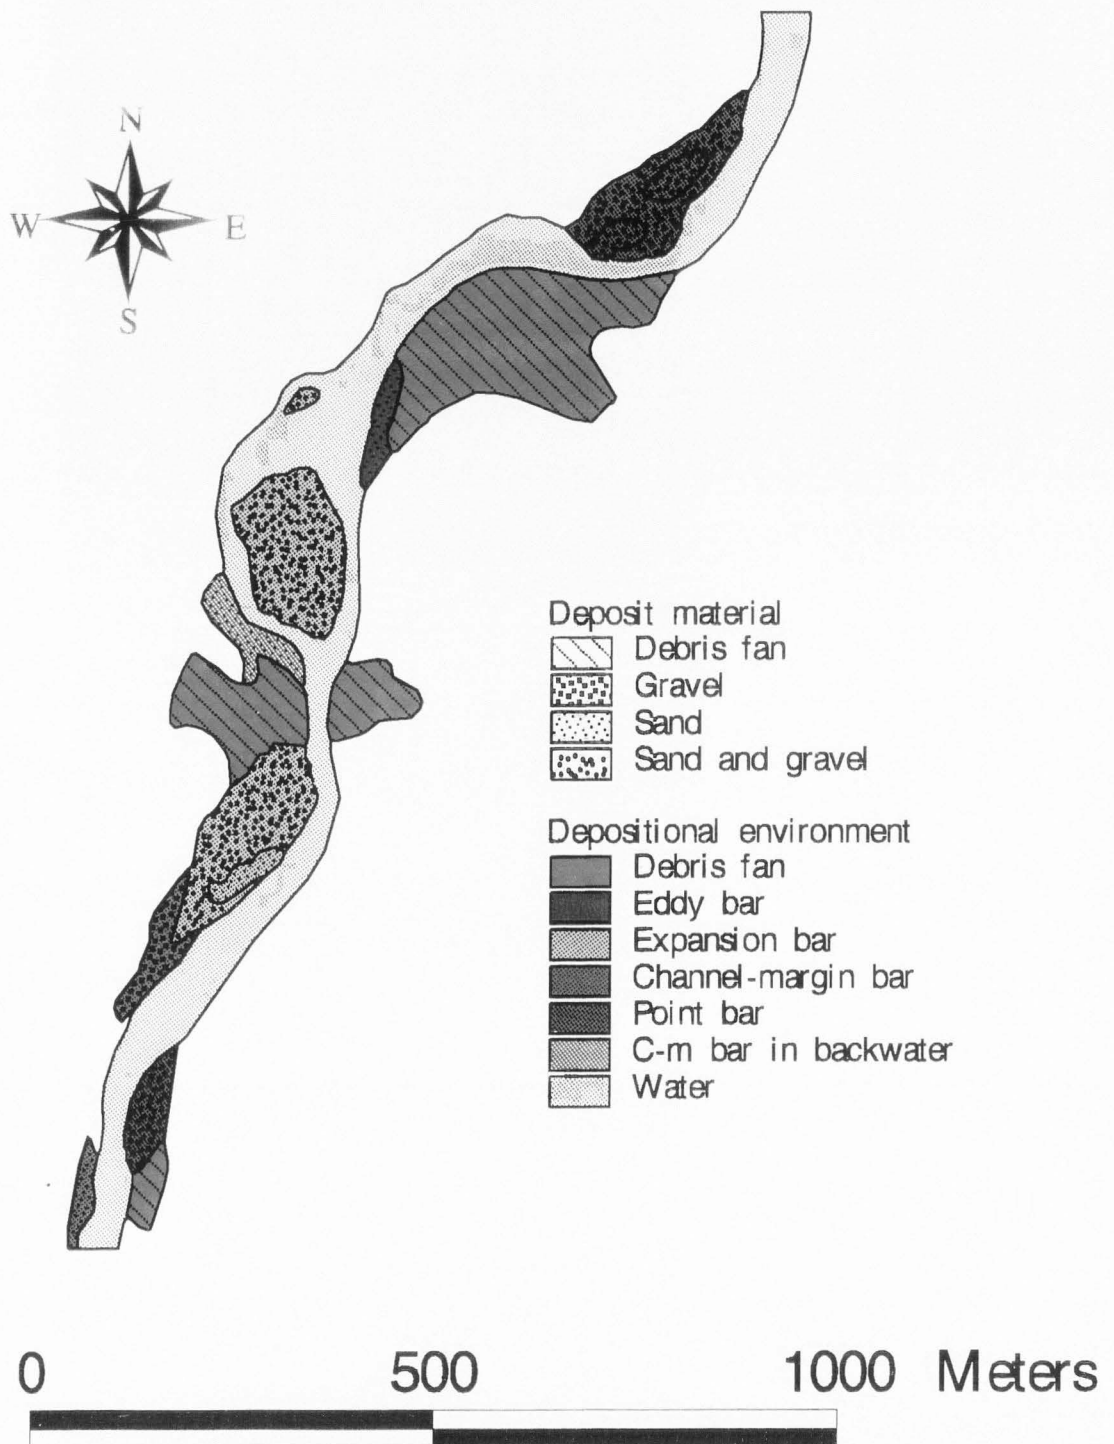 N
W E
S
Deposit material
Debris fan
Gravel
Sand
Sand and gravel
Depositional environment
Debris fan
Eddy bar
Expansion bar
Channel-margin bar
Point bar
C-m bar in backwater
Water
0 500 1000 Meters